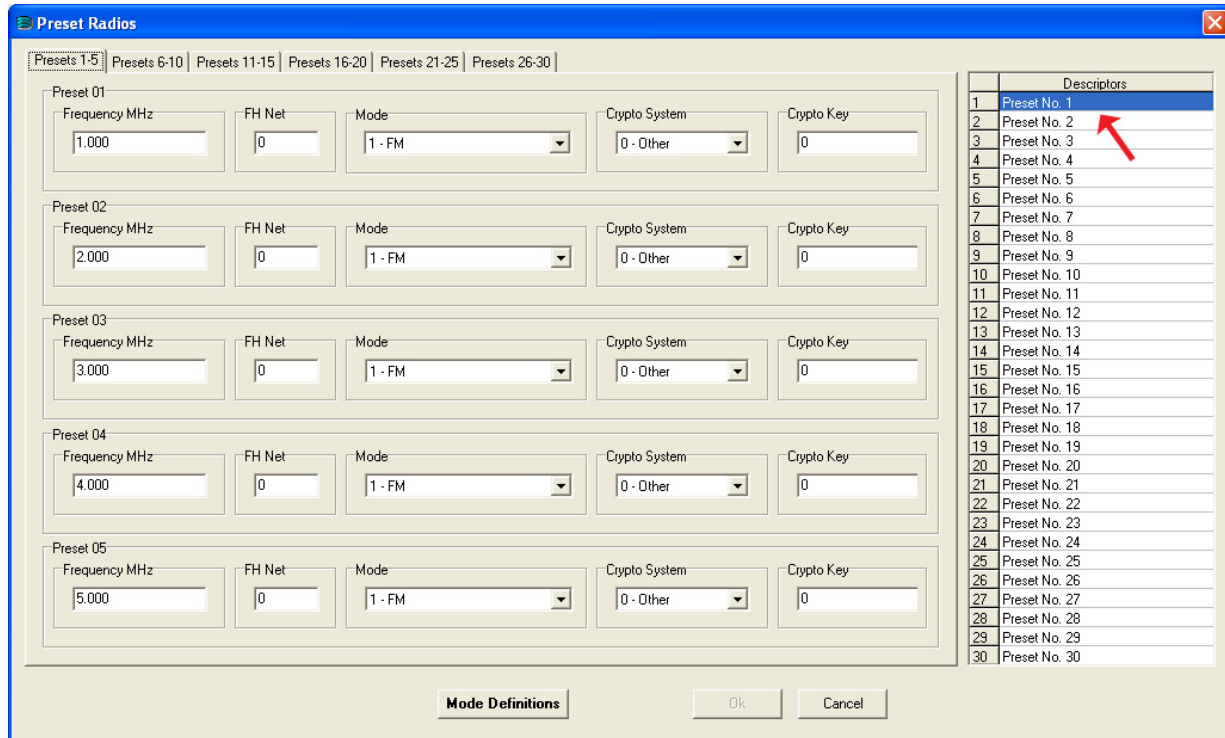 Preset Radios
Presets 1-5 Presets 6-10 Presets 11-15 Presets 16-20 Presets 21-25 Presets 26-30
Preset 01
Frequency MHz FH Net Mode Crypto System Crypto Key
1.000 0 1 - FM 0 - Other 0
Preset 02
Frequency MHz FH Net Mode Crypto System Crypto Key
2.000 0 1 - FM 0 - Other 0
Preset 03
Frequency MHz FH Net Mode Crypto System Crypto Key
3.000 0 1 - FM 0 - Other 0
Preset 04
Frequency MHz FH Net Mode Crypto System Crypto Key
4.000 0 1 - FM 0 - Other 0
Preset 05
Frequency MHz FH Net Mode Crypto System Crypto Key
5.000 0 1 - FM 0 - Other 0
Descriptors
1 Preset No. 1
2 Preset No. 2
3 Preset No. 3
4 Preset No. 4
5 Preset No. 5
6 Preset No. 6
7 Preset No. 7
8 Preset No. 8
9 Preset No. 9
10 Preset No. 10
11 Preset No. 11
12 Preset No. 12
13 Preset No. 13
14 Preset No. 14
15 Preset No. 15
16 Preset No. 16
17 Preset No. 17
18 Preset No. 18
19 Preset No. 19
20 Preset No. 20
21 Preset No. 21
22 Preset No. 22
23 Preset No. 23
24 Preset No. 24
25 Preset No. 25
26 Preset No. 26
27 Preset No. 27
28 Preset No. 28
29 Preset No. 29
30 Preset No. 30
Mode Definitions Ok Cancel